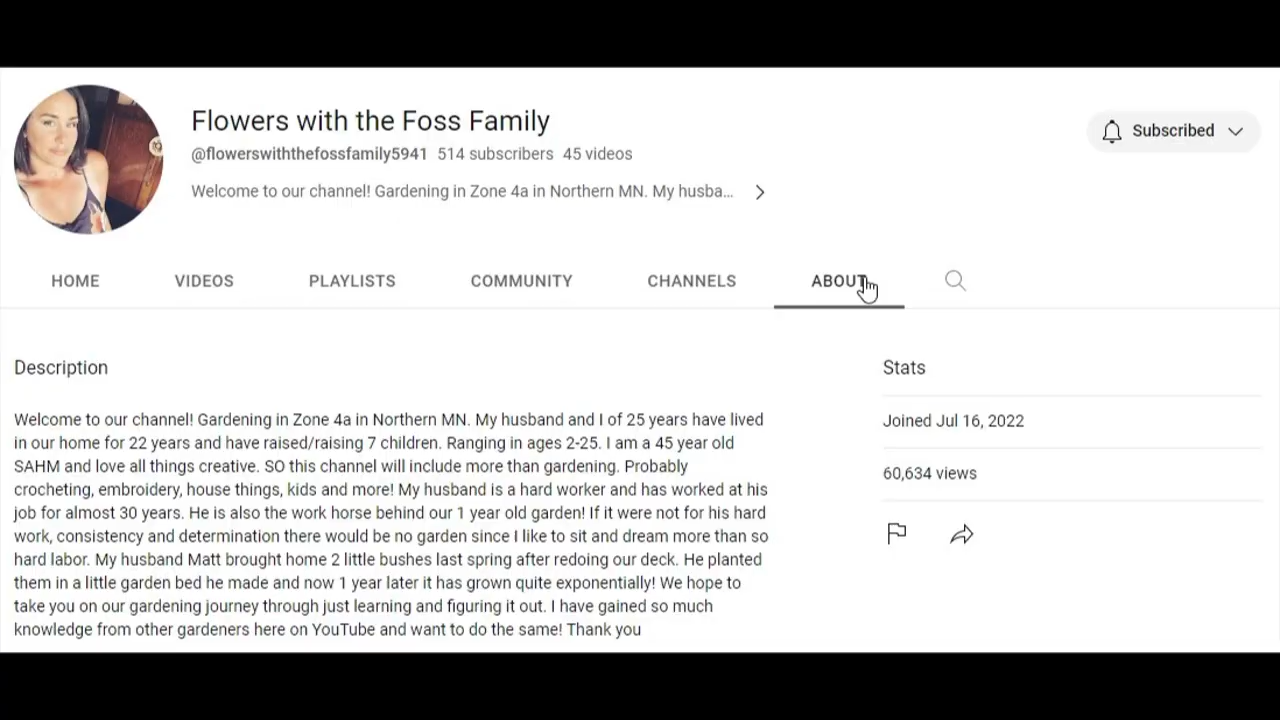 Flowers with the Foss Family
Subscribed
@flowerswiththefossfamily5941 514 subscribers 45 videos
Welcome to our channel! Gardening in Zone 4a in Northern MN. My husba...
HOME VIDEOS PLAYLISTS COMMUNITY CHANNELS ABOUT
Description
Welcome to our channel! Gardening in Zone 4a in Northern MN. My husband and I of 25 years have lived
in our home for 22 years and have raised/raising 7 children. Ranging in ages 2-25. I am a 45 year old
SAHM and love all things creative. SO this channel will include more than gardening. Probably
crocheting, embroidery, house things, kids and more! My husband is a hard worker and has worked at his
job for almost 30 years. He is also the work horse behind our 1 year old garden! If it were not for his hard
work, consistency and determination there would be no garden since I like to sit and dream more than so
hard labor. My husband Matt brought home 2 little bushes last spring after redoing our deck. He planted
them in a little garden bed he made and now 1 year later it has grown quite exponentially! We hope to
take you on our gardening journey through just learning and figuring it out. I have gained so much
knowledge from other gardeners here on YouTube and want to do the same! Thank you
Stats
Joined Jul 16, 2022
60,634 views